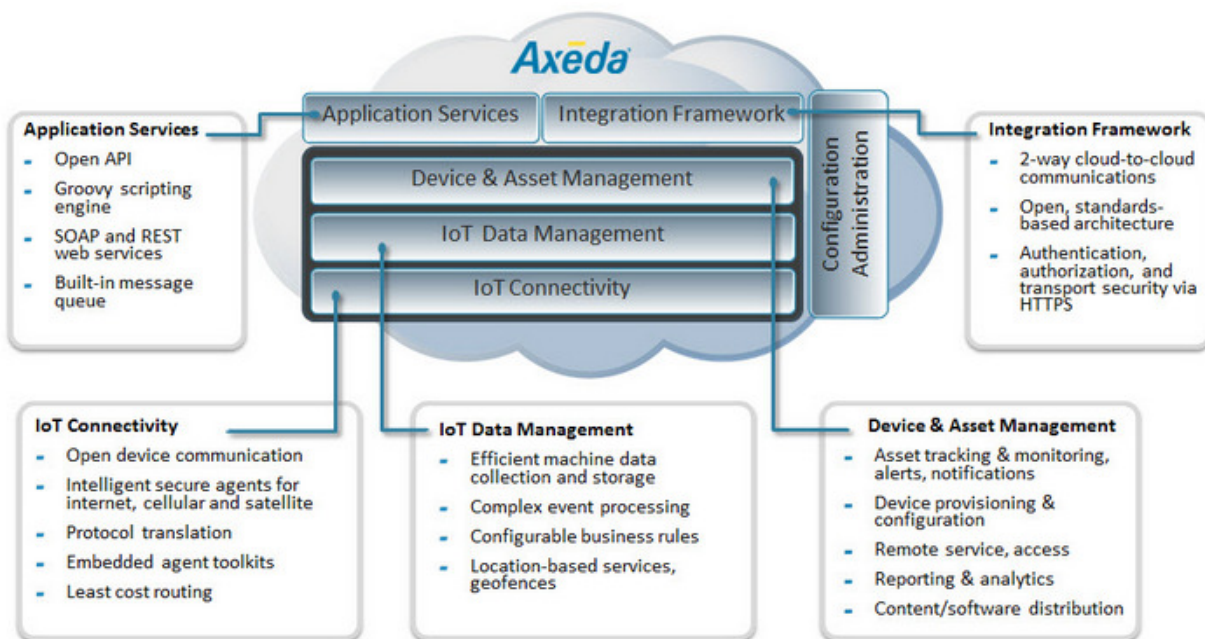 Axeda
Application Services
Integration Framework
Configuration
Administration
Device & Asset Management
IoT Data Management
IoT Connectivity
Application Services
- Open API
- Groovy scripting
engine
- SOAP and REST
web services
- Built-in message
queue
Integration Framework
- 2-way cloud-to-cloud
communications
- Open, standards-
based architecture
- Authentication,
authorization, and
transport security via
HTTPS
IoT Connectivity
- Open device communication
- Intelligent secure agents for
internet, cellular and satellite
- Protocol translation
- Embedded agent toolkits
- Least cost routing
IoT Data Management
- Efficient machine data
collection and storage
- Complex event processing
- Configurable business rules
- Location-based services,
geofences
Device & Asset Management
- Asset tracking & monitoring,
alerts, notifications
- Device provisioning &
configuration
- Remote service, access
- Reporting & analytics
- Content/software distribution